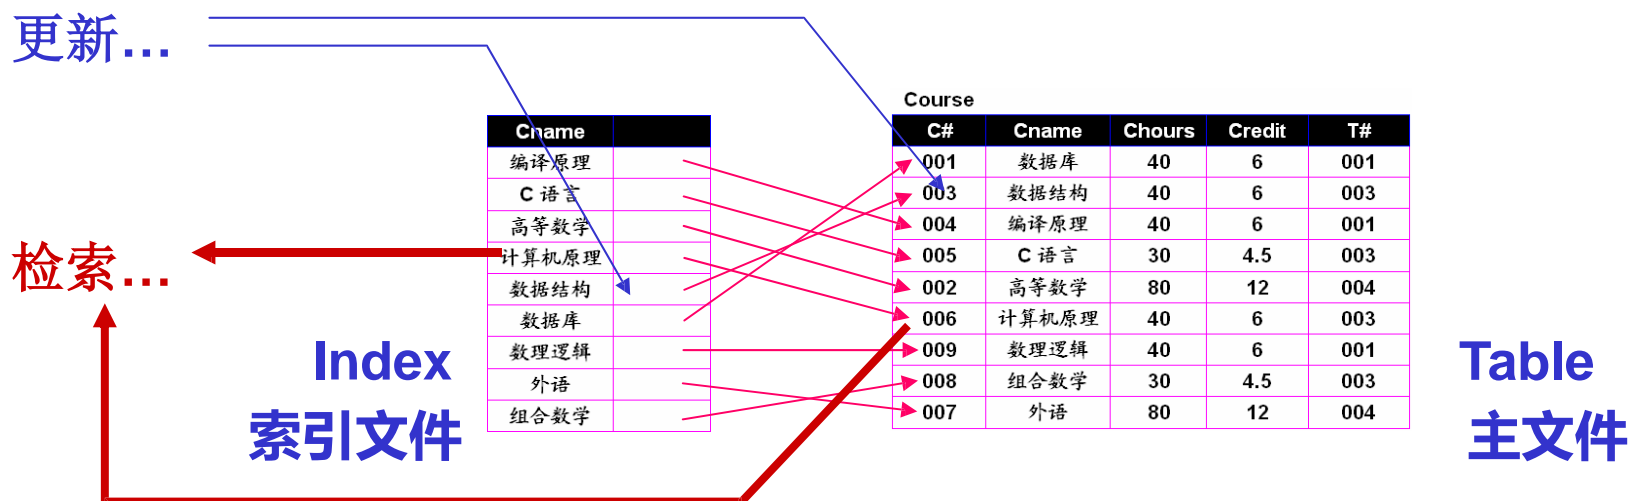 更新…
检索…
Index
索引文件
Cname
编译原理
C 语言
高等数学
计算机原理
数据结构
数据库
数理逻辑
外语
组合数学
Course
C# Cname Chours Credit T#
001 数据库 40 6 001
003 数据结构 40 6 003
004 编译原理 40 6 001
005 C 语言 30 4.5 003
002 高等数学 80 12 004
006 计算机原理 40 6 003
009 数理逻辑 40 6 001
008 组合数学 30 4.5 003
007 外语 80 12 004
Table
主文件